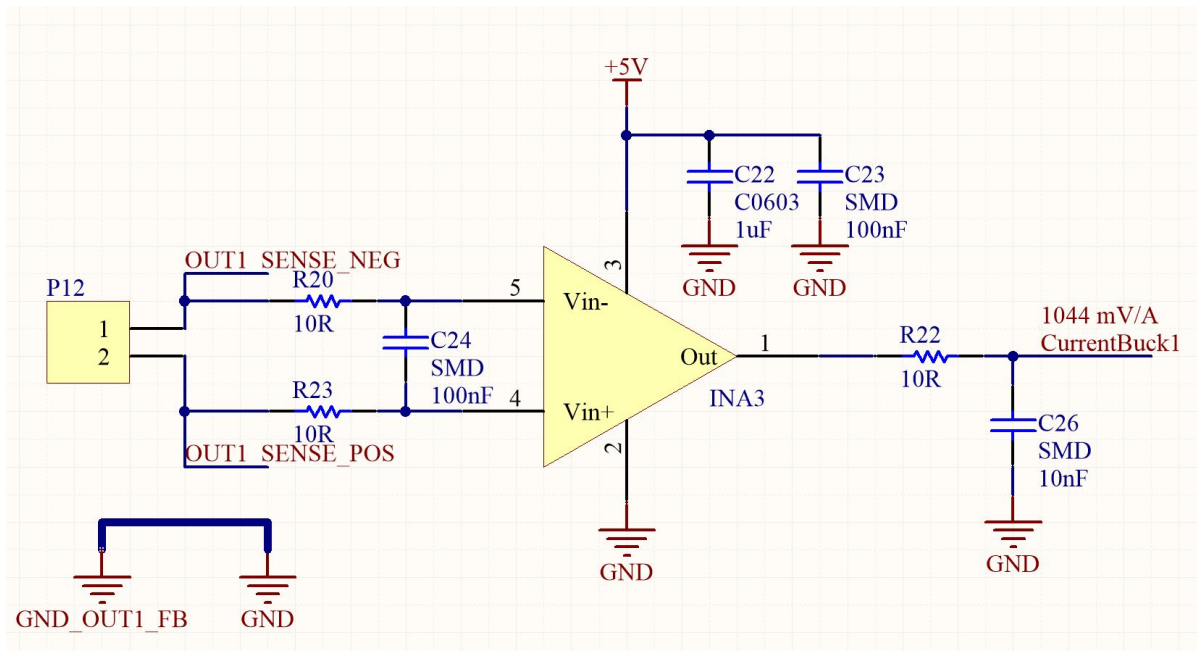 +5V
C22
C0603
1uF
C23
SMD
100nF
GND
GND
OUT1_SENSE_NEG
P12
R20
10R
1
2
C24
SMD
100nF
R23
10R
OUT1_SENSE_POS
5
Vin-
3
4
Vin+
2
Out
1
INA3
GND
R22
10R
1044 mV/A
CurrentBuck1
C26
SMD
10nF
GND
GND_OUT1_FB
GND